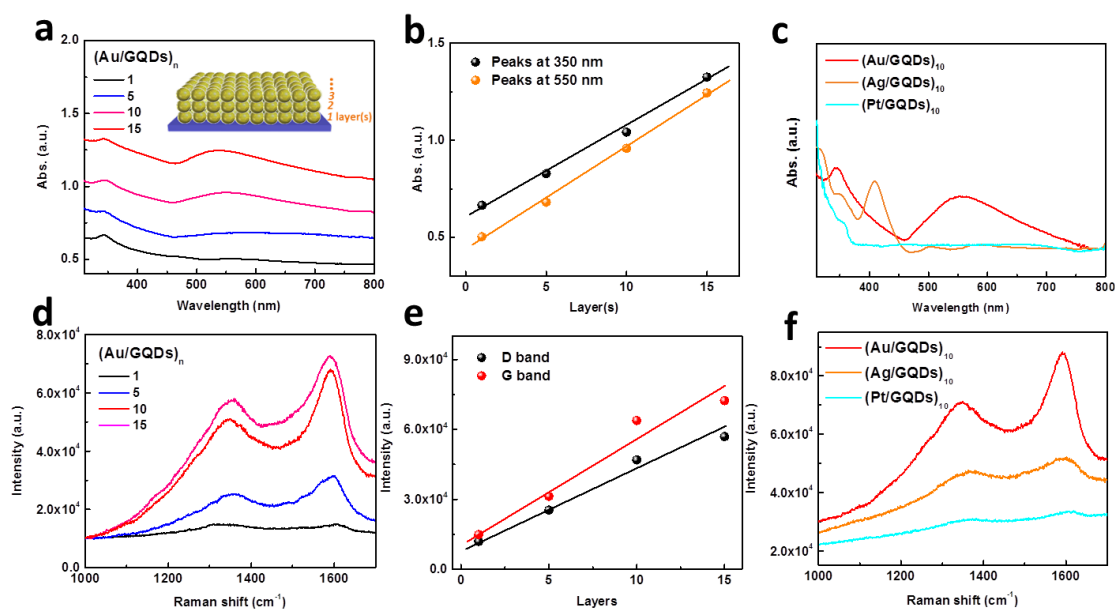 a
(Au/GQDs)n
1
5
10
15
3
2
1 layer(s)
2.0
1.5
1.0
0.5
Abs. (a.u.)
400 500 600 700 800
Wavelength (nm)
b
Peaks at 350 nm
Peaks at 550 nm
1.5
1.0
0.5
Abs. (a.u.)
0 5 10 15
Layer(s)
c
(Au/GQDs)10
(Ag/GQDs)10
(Pt/GQDs)10
Abs. (a.u.)
400 500 600 700 800
Wavelength (nm)
d
(Au/GQDs)n
1
5
10
15
8.0x10^4
6.0x10^4
4.0x10^4
2.0x10^4
0.0
Intensity (a.u.)
1000 1200 1400 1600
Raman shift (cm-1)
e
D band
G band
9.0x10^4
6.0x10^4
3.0x10^4
0.0
Intensity (a.u.)
0 5 10 15
Layers
f
(Au/GQDs)10
(Ag/GQDs)10
(Pt/GQDs)10
8.0x10^4
6.0x10^4
4.0x10^4
2.0x10^4
Intensity (a.u.)
1000 1200 1400 1600
Raman shift (cm-1)